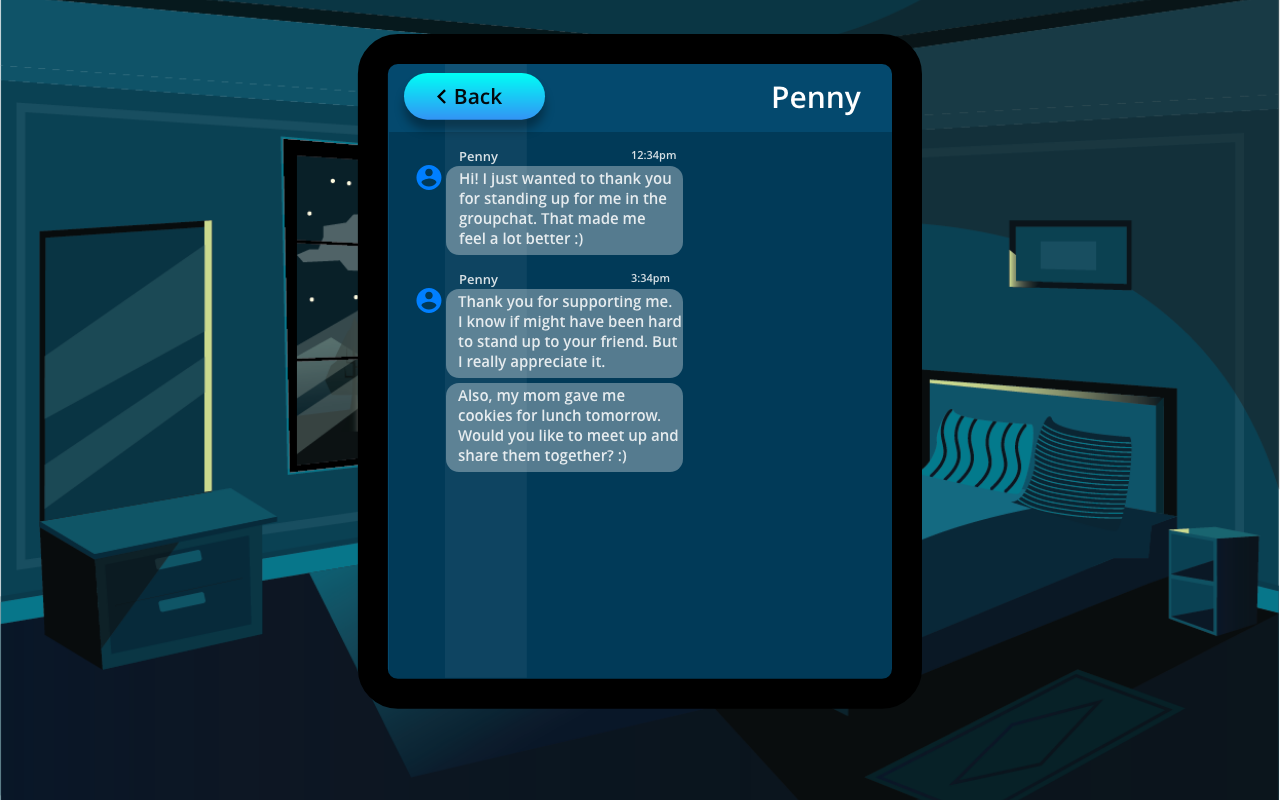 Back
Penny
Penny 12:34pm
Hi! I just wanted to thank you
for standing up for me in the
groupchat. That made me
feel a lot better :)
Penny 3:34pm
Thank you for supporting me.
I know if might have been hard
to stand up to your friend. But
I really appreciate it.
Also, my mom gave me
cookies for lunch tomorrow.
Would you like to meet up and
share them together? :)